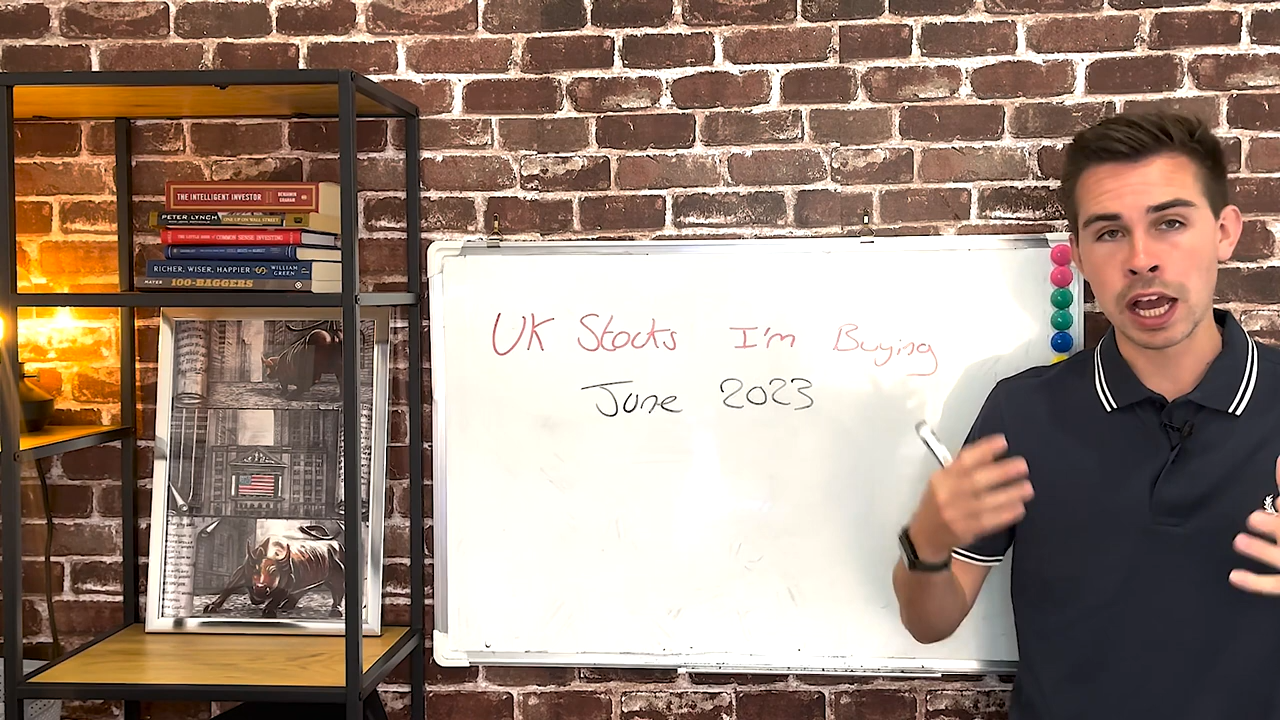 THE INTELLIGENT INVESTOR BENJAMIN GRAHAM
PETER LYNCH ONE UP ON WALL STREET
THE LITTLE BOOK OF COMMON SENSE INVESTING
RICHER, WISER, HAPPIER WILLIAM GREEN
MAYER 100-BAGGERS
UK Stocks I'm Buying
June 2023